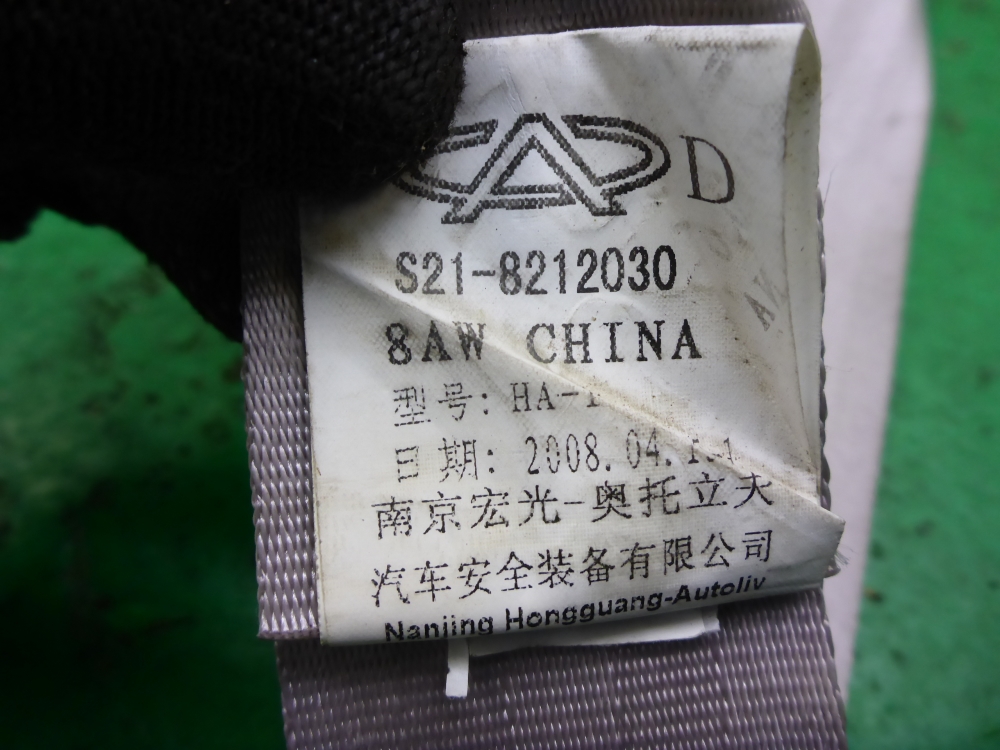 D
S21-8212030
8AW CHINA
型号: HA-1
日期: 2008.04.
南京宏光-奥托立夫
汽车安全装备有限公司
Nanjing Hongguang-Autoliv